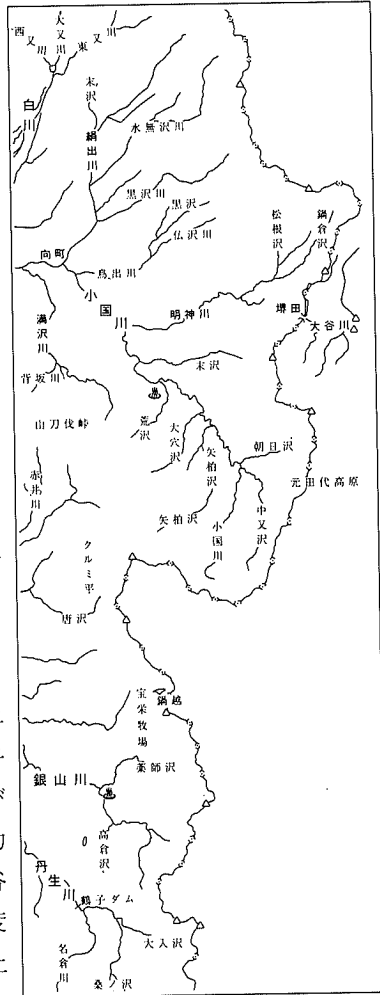 西又川
大又川
東又川
白川
末沢
絹出川
水無沢川
黒沢川
黒沢
仏沢川
松根沢
鍋倉沢
向町
鳥出川
小国川
明神川
堺田
大谷川
満沢川
末沢
背坂川
荒沢
大穴沢
矢柏沢
朝日沢
山刀伐峠
元田代高原
赤井川
矢柏沢
小国川
中又沢
クルミ平
唐沢
宝栄牧場
鍋越
薬師沢
銀山川
高倉沢
丹生川
鶴子ダム
大入沢
名倉川
桑沢